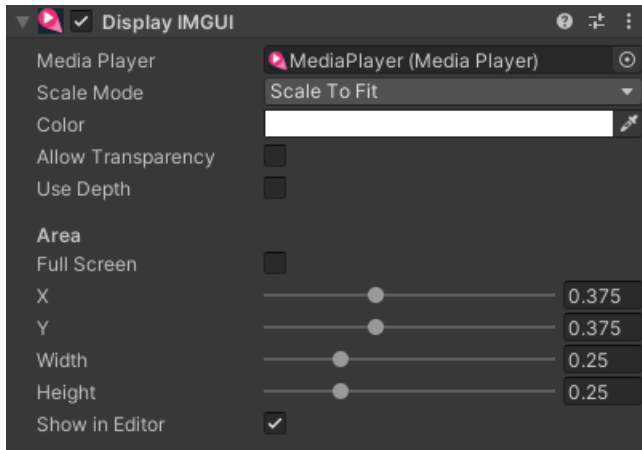 Display IMGUI
Media Player MediaPlayer (Media Player)
Scale Mode Scale To Fit
Color
Allow Transparency
Use Depth
Area
Full Screen
X 0.375
Y 0.375
Width 0.25
Height 0.25
Show in Editor